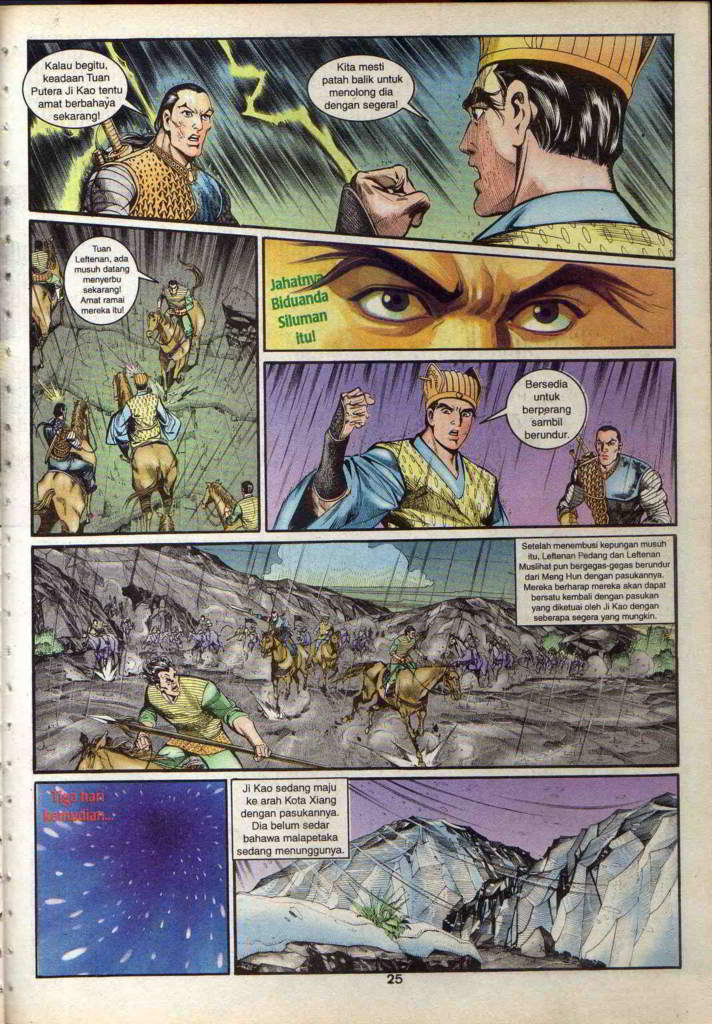 Kalau begitu,
keadaan Tuan
Putera Ji Kao tentu
amat berbahaya
sekarang!
Kita mesti
patah balik untuk
menolong dia
dengan segera!
Tuan
Leftenan, ada
musuh datang
menyerbu
sekarang!
Amat ramai
mereka itu!
Jahatnya
Biduanda
Siluman
itu!
Bersedia
untuk
berperang
sambil
berundur.
Setelah menembusi kepungan musuh
itu, Leftenan Pedang dan Leftenan
Muslihat pun bergegas-gegas berundur
dari Meng Hun dengan pasukannya.
Mereka berharap mereka akan dapat
bersatu kembali dengan pasukan
yang diketuai oleh Ji Kao dengan
seberapa segera yang mungkin.
Tiga hari
kemudian...
Ji Kao sedang maju
ke arah Kota Xiang
dengan pasukannya.
Dia belum sedar
bahawa malapetaka
sedang menunggunya.
25